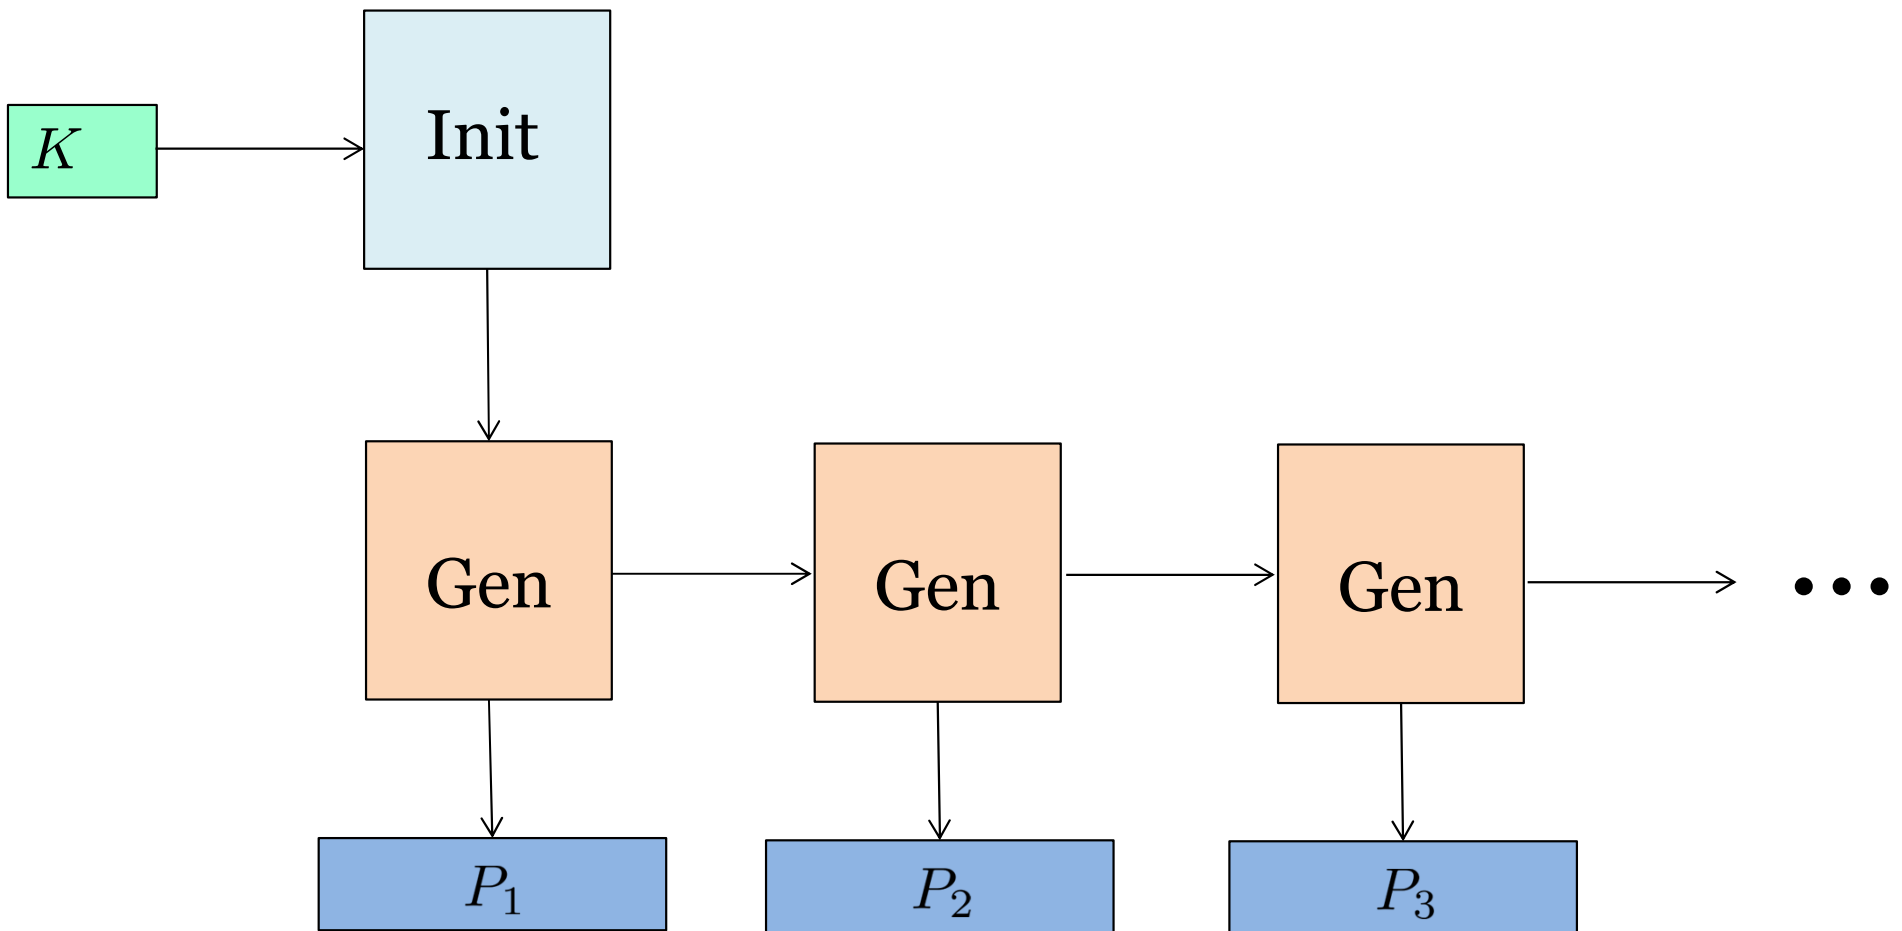 K
Init
Gen
Gen
Gen
...
P₁
P₂
P₃